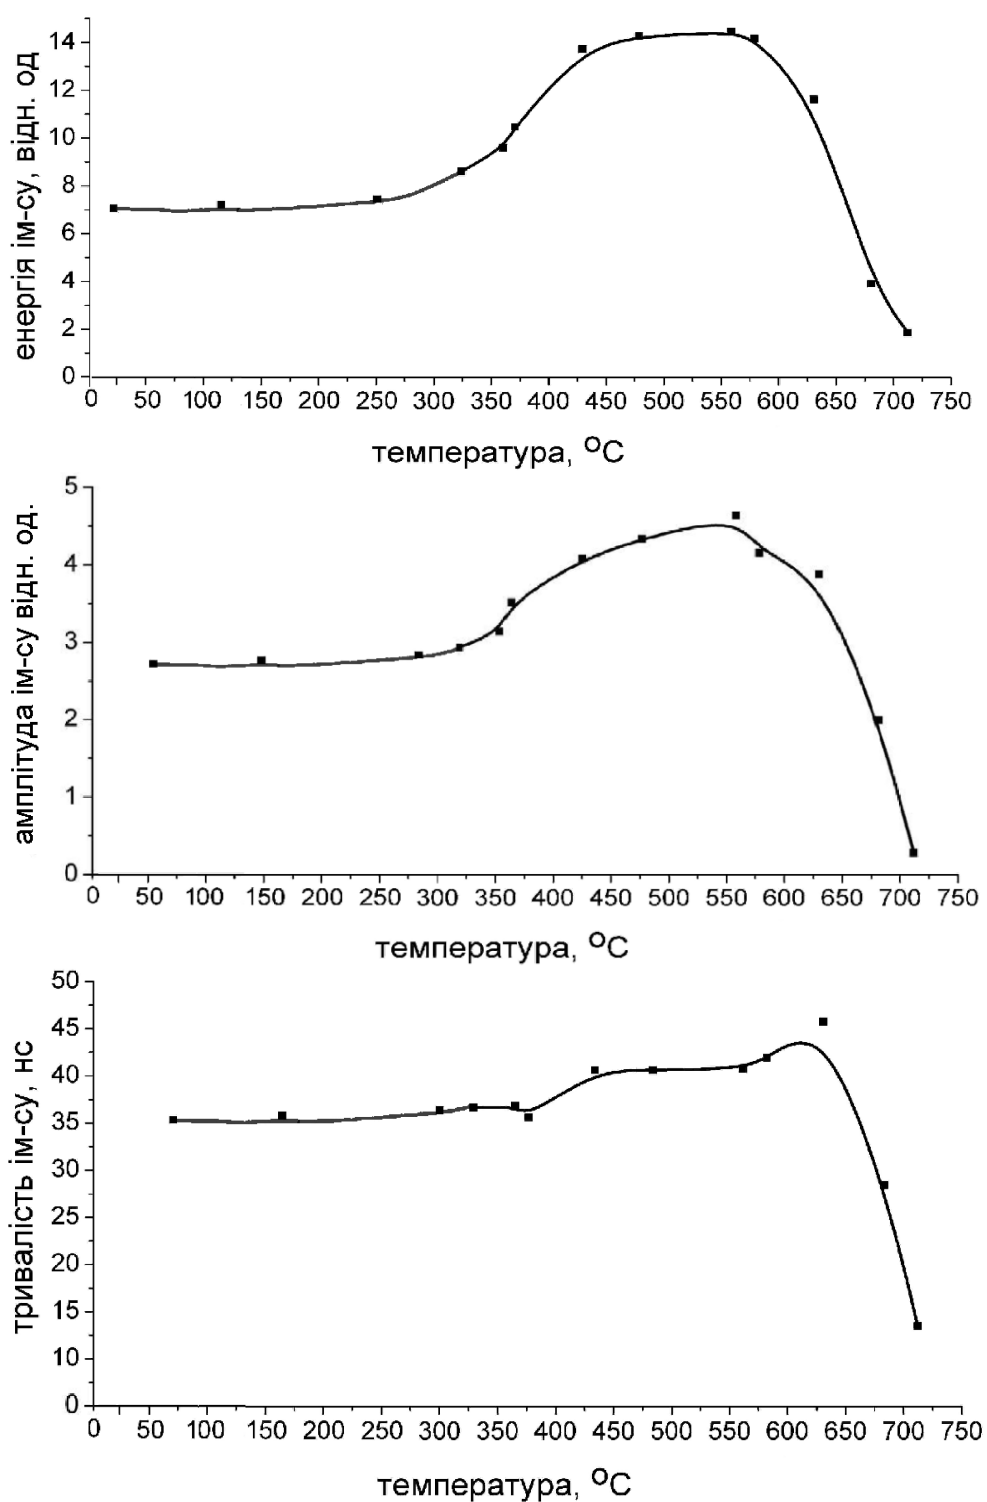 енергія ім-су, відн. од
14
12
10
8
6
4
2
0
0 50 100 150 200 250 300 350 400 450 500 550 600 650 700 750
температура, °C
амплітуда ім-су відн. од.
5
4
3
2
1
0
0 50 100 150 200 250 300 350 400 450 500 550 600 650 700 750
температура, °C
тривалість ім-су, нс
50
45
40
35
30
25
20
15
10
5
0
0 50 100 150 200 250 300 350 400 450 500 550 600 650 700 750
температура, °C